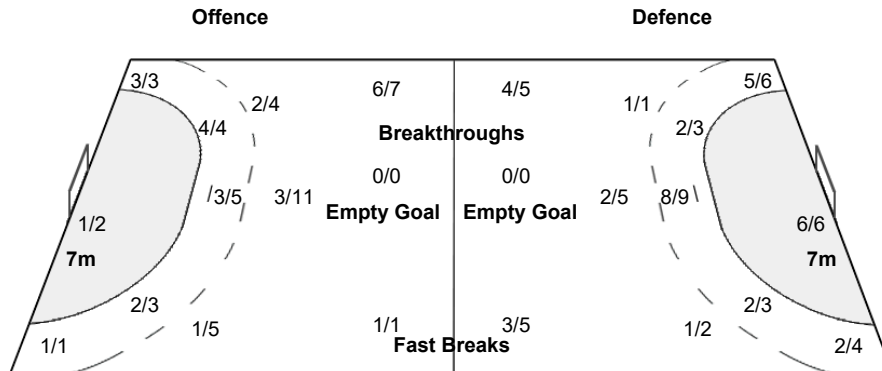 Offence Defence
3/3 6/7 4/5 5/6
2/4 1/1
4/4 Breakthroughs 2/3
0/0 0/0
3/5 3/11 2/5 8/9
Empty Goal Empty Goal
1/2 6/6
7m 7m
2/3 2/3
1/5 1/1 3/5 1/2
1/1 Fast Breaks 2/4